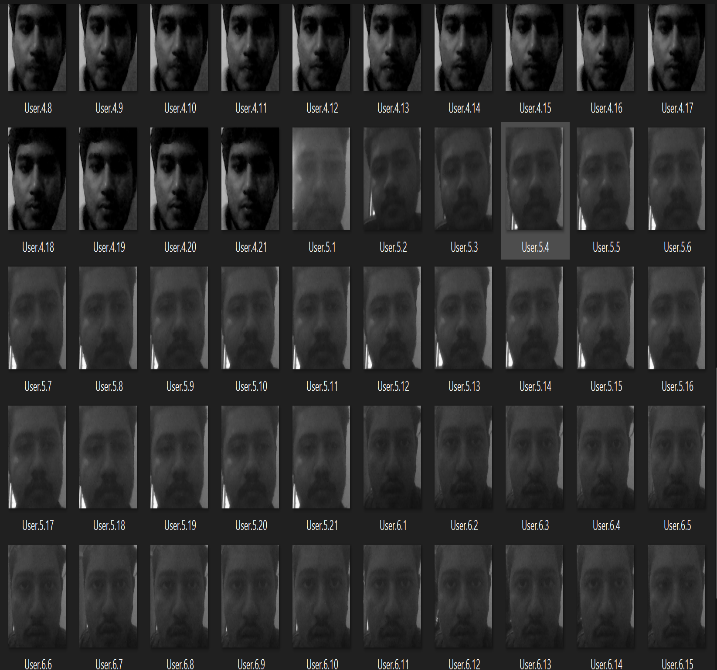 User.4.8 User.4.9 User.4.10 User.4.11 User.4.12 User.4.13 User.4.14 User.4.15 User.4.16 User.4.17
User.4.18 User.4.19 User.4.20 User.4.21 User.5.1 User.5.2 User.5.3 User.5.4 User.5.5 User.5.6
User.5.7 User.5.8 User.5.9 User.5.10 User.5.11 User.5.12 User.5.13 User.5.14 User.5.15 User.5.16
User.5.17 User.5.18 User.5.19 User.5.20 User.5.21 User.6.1 User.6.2 User.6.3 User.6.4 User.6.5
User.6.6 User.6.7 User.6.8 User.6.9 User.6.10 User.6.11 User.6.12 User.6.13 User.6.14 User.6.15